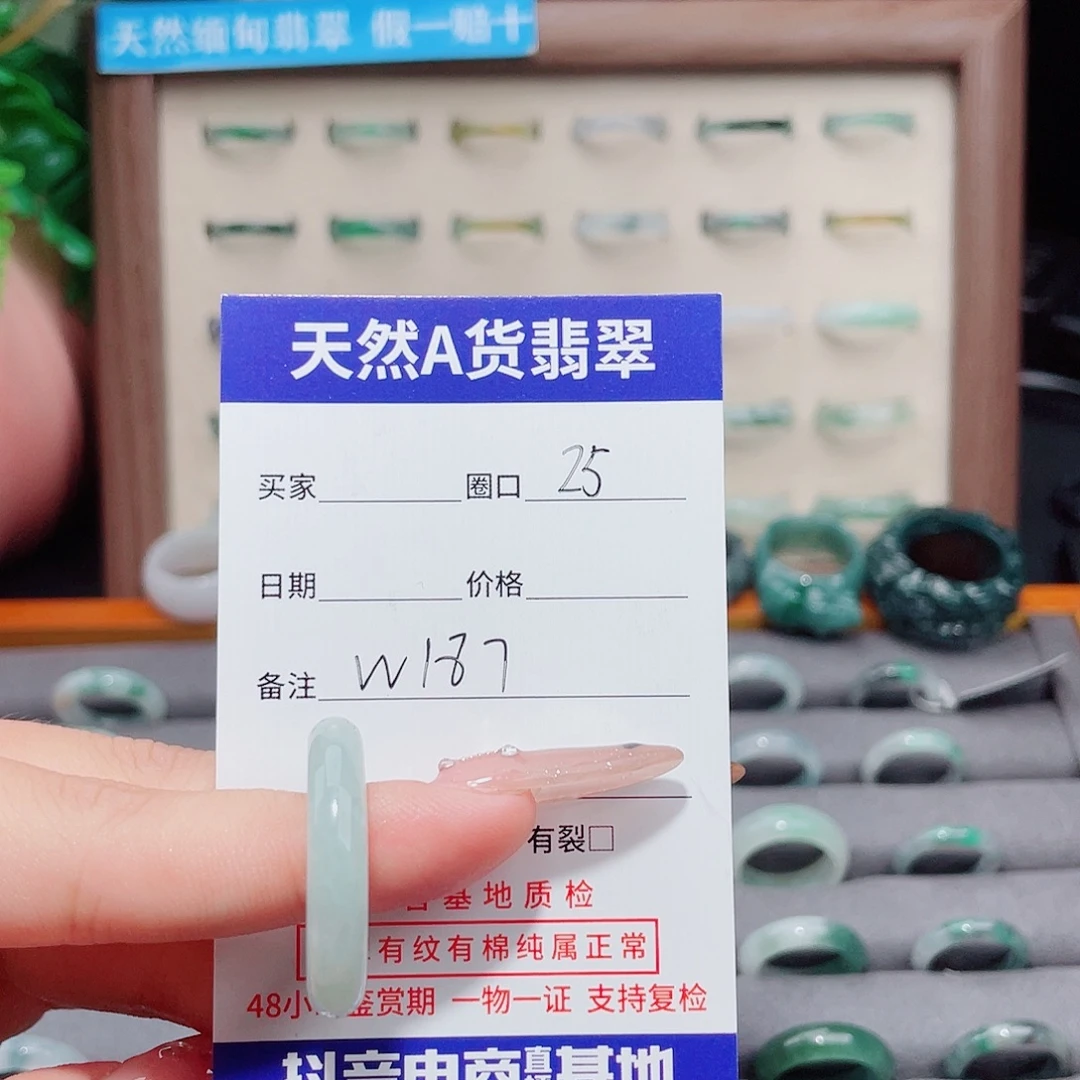 天然缅甸翡翠 假一赔十
天然A货翡翠
买家 圈口 25
日期 价格
备注 W187
有裂□
基地质检
有纹有棉纯属正常
48小 鉴赏期 一物一证 支持复检
抖音电商直播基地